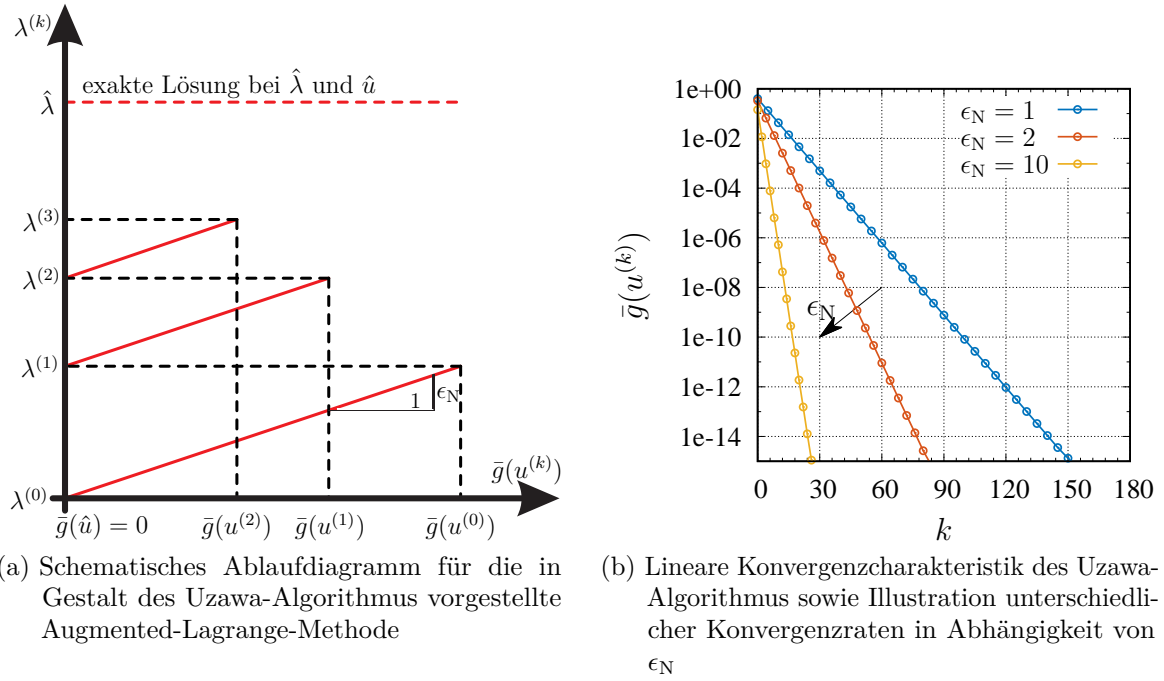 λ^(k)
exakte Lösung bei λ̂ und û
λ̂
λ^(3)
λ^(2)
λ^(1)
1
ϵ_N
ḡ(u^(k))
λ^(0)
ḡ(û) = 0
ḡ(u^(2))
ḡ(u^(1))
ḡ(u^(0))
(a) Schematisches Ablaufdiagramm für die in
Gestalt des Uzawa-Algorithmus vorgestellte
Augmented-Lagrange-Methode
1e+00
1e-02
1e-04
1e-06
1e-08
1e-10
1e-12
1e-14
ḡ(u^(k))
ϵ_N = 1
ϵ_N = 2
ϵ_N = 10
ϵ_N
0 30 60 90 120 150 180
k
(b) Lineare Konvergenzcharakteristik des Uzawa-
Algorithmus sowie Illustration unterschiedli-
cher Konvergenzraten in Abhängigkeit von
ϵ_N